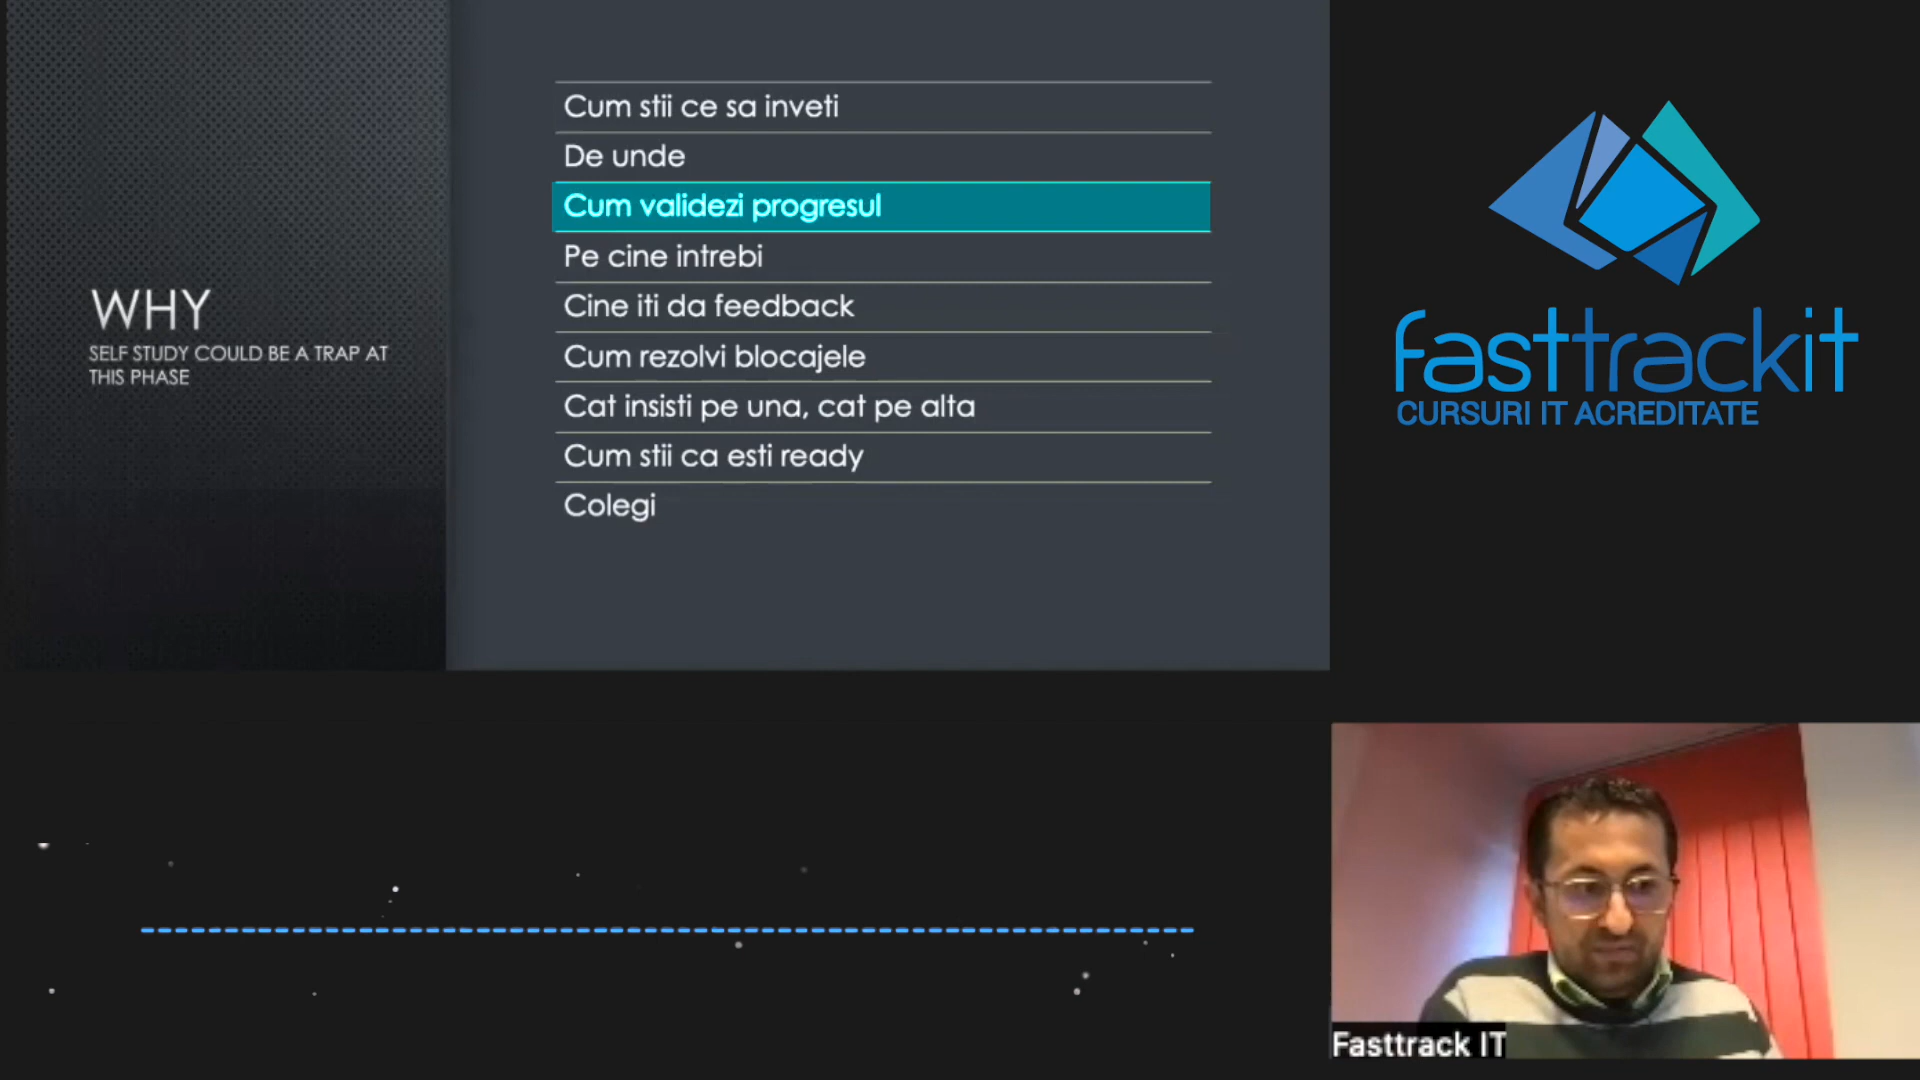 WHY
SELF STUDY COULD BE A TRAP AT
THIS PHASE
Cum stii ce sa inveti
De unde
Cum validezi progresul
Pe cine intrebi
Cine iti da feedback
Cum rezolvi blocajele
Cat insisti pe una, cat pe alta
Cum stii ca esti ready
Colegi
fasttrackit
CURSURI IT ACREDITATE
Fasttrack IT